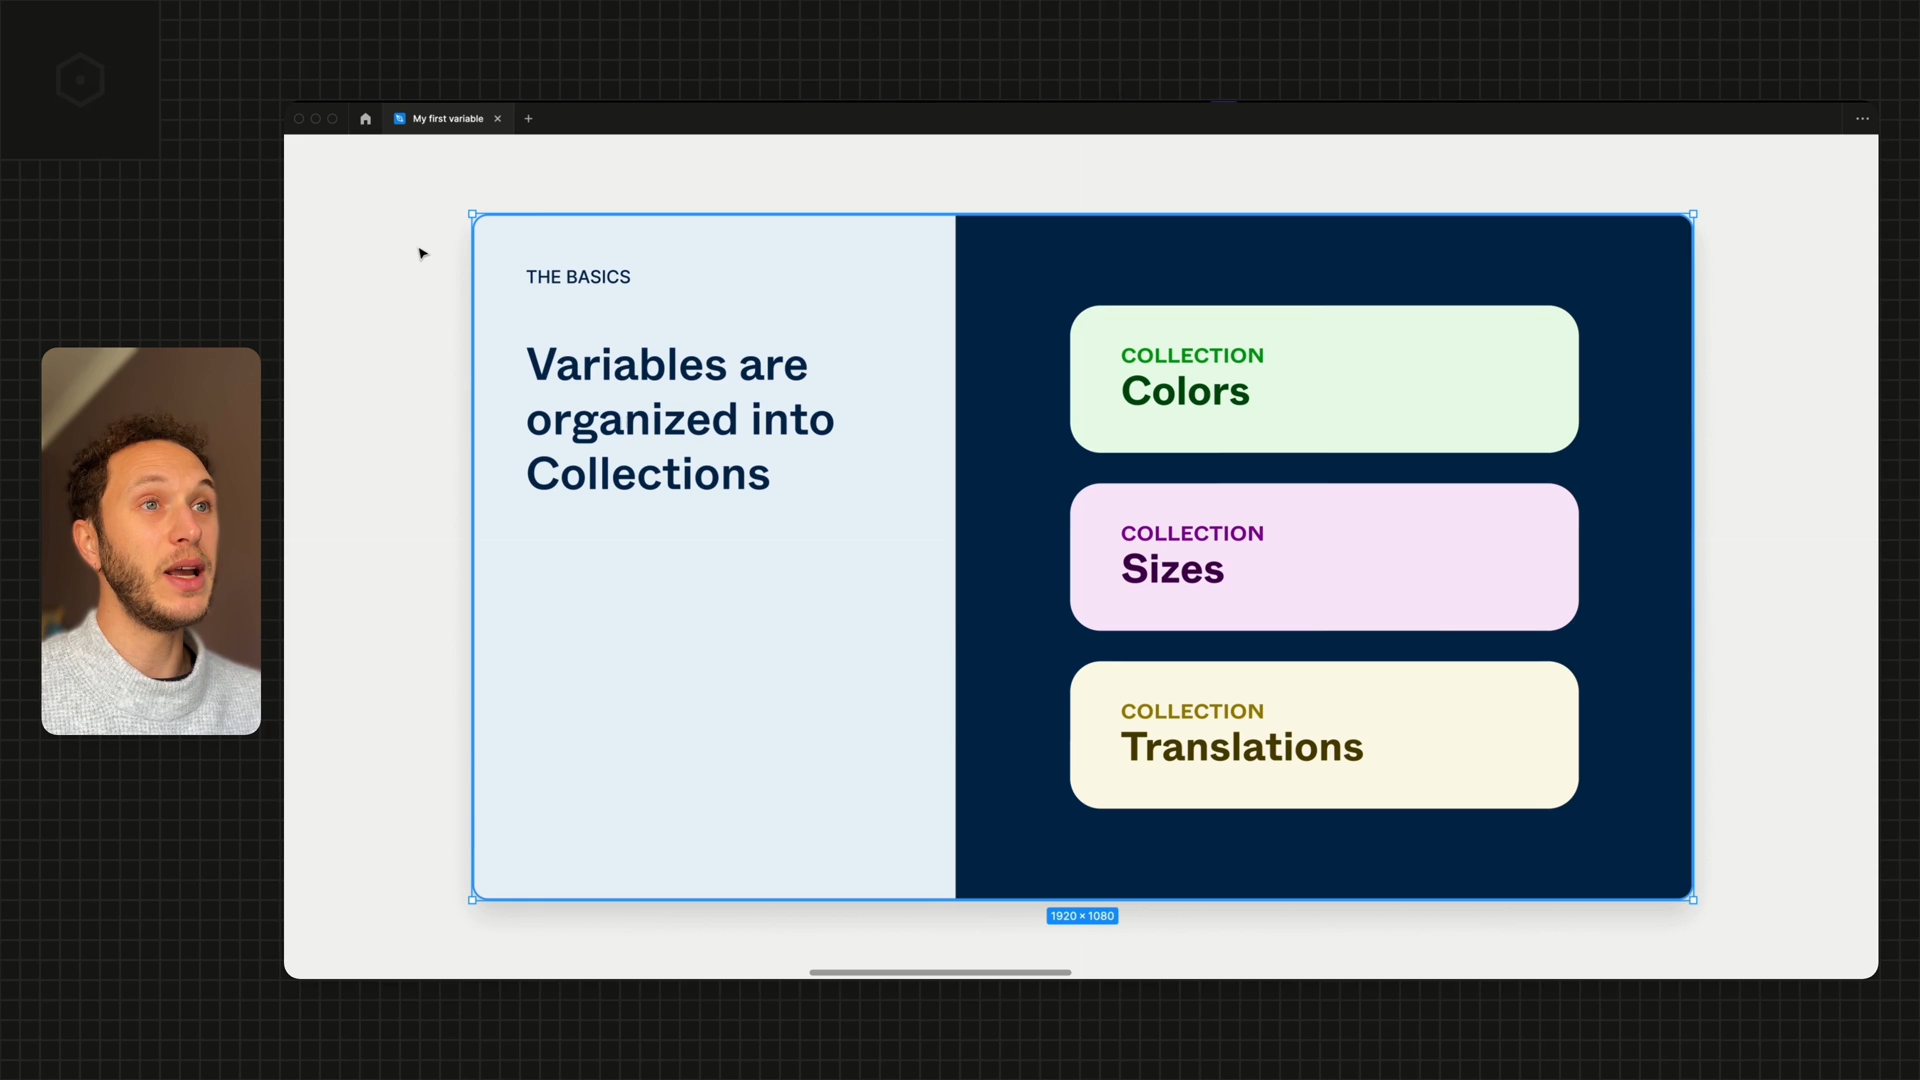 My first variable
THE BASICS
Variables are
organized into
Collections
COLLECTION
Colors
COLLECTION
Sizes
COLLECTION
Translations
1920 × 1080